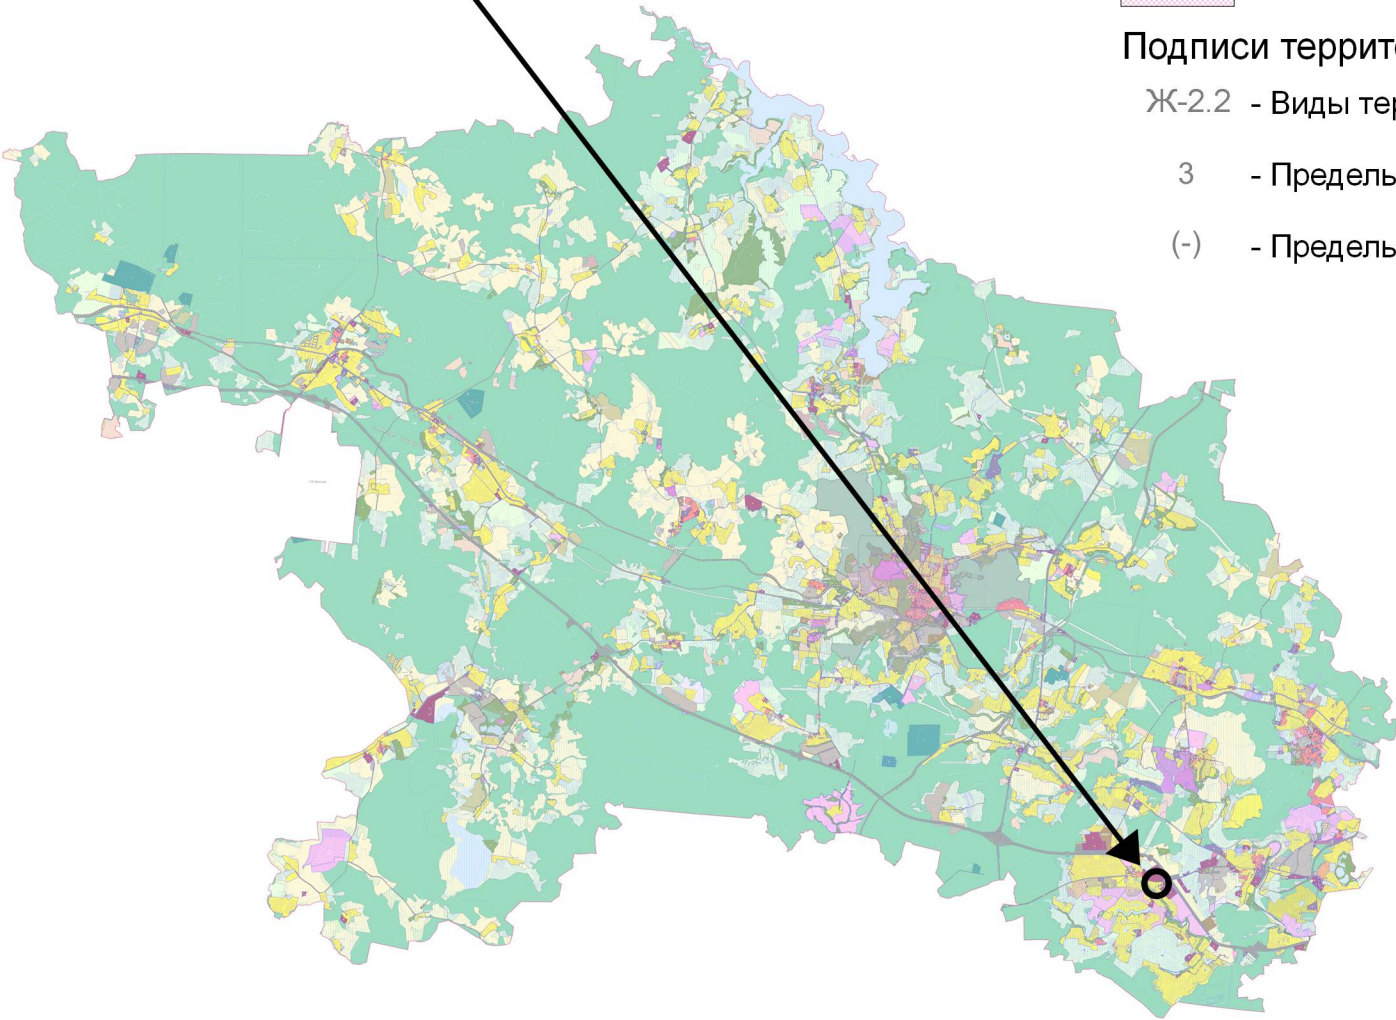 Подписи террит
Ж-2.2 - Виды тер
3 - Предель
(-) - Предель